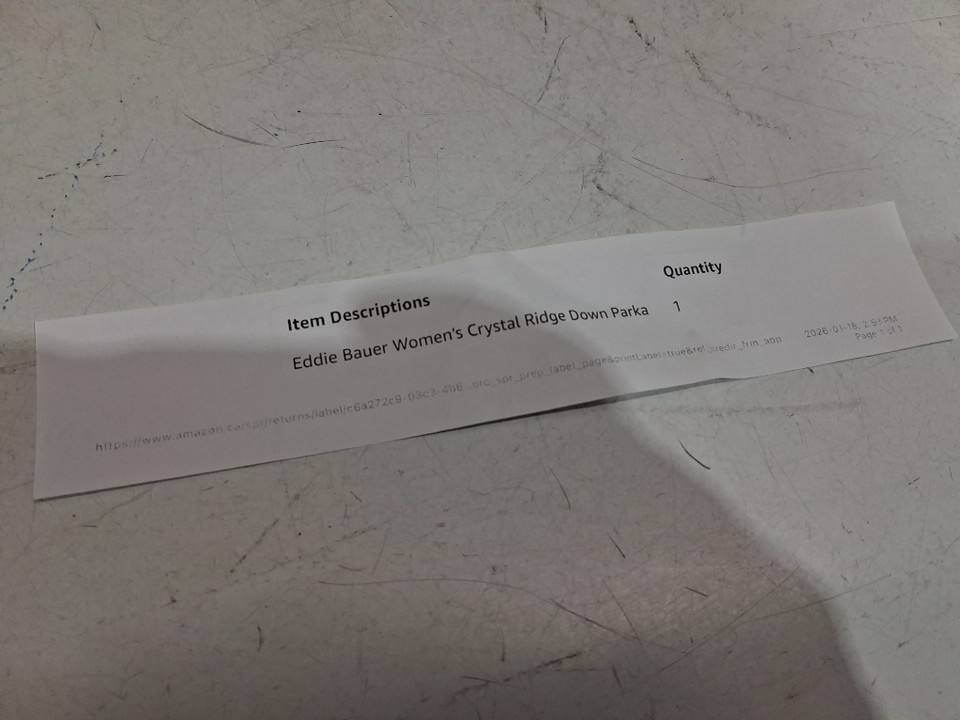 Item Descriptions Quantity
Eddie Bauer Women's Crystal Ridge Down Parka 1
2026-01-18, 2:51 PM
Page 1 of 1